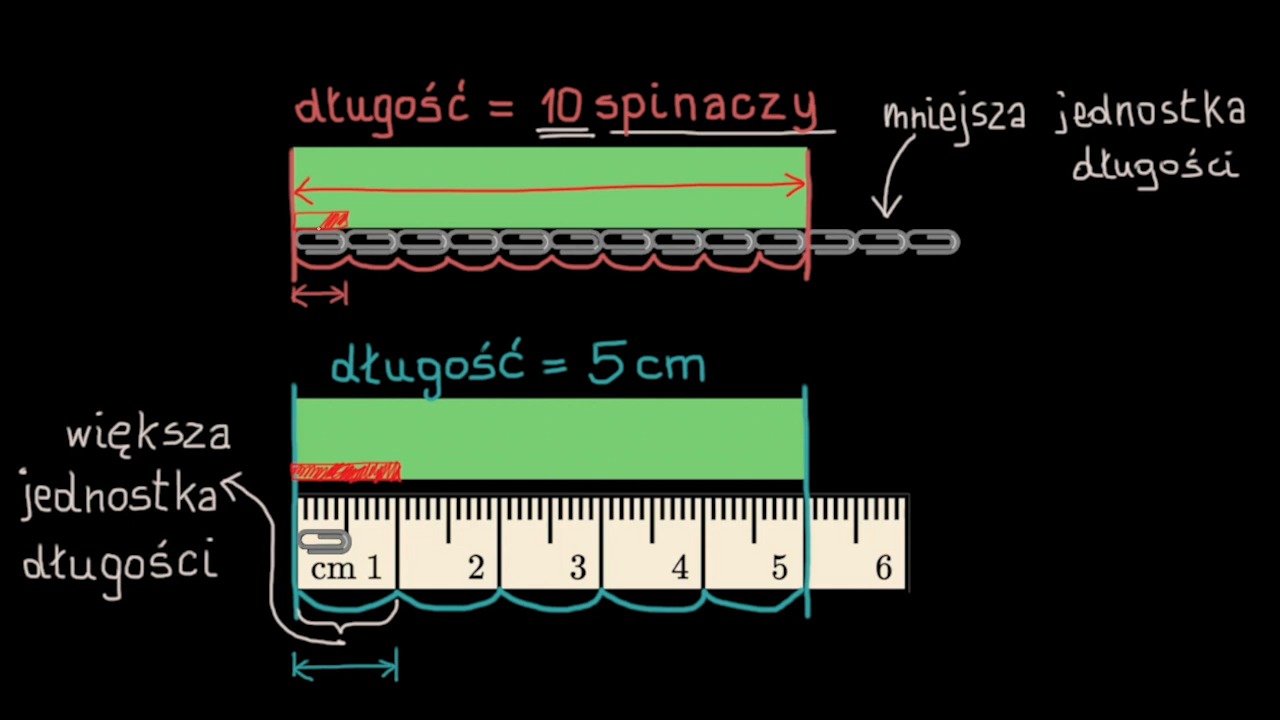 długość = 10 spinaczy
mniejsza jednostka
długości
długość = 5 cm
większa
jednostka
długości
cm 1 2 3 4 5 6